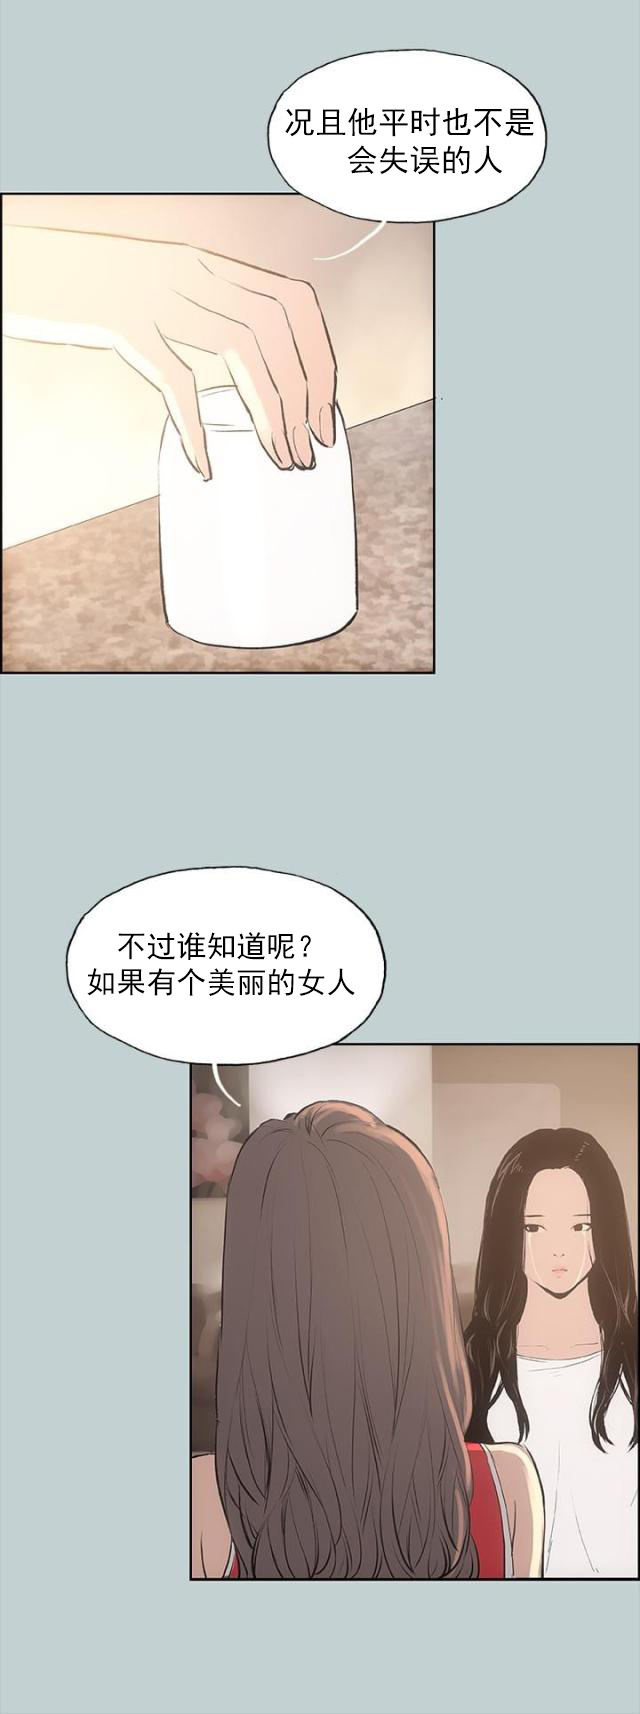 况且他平时也不是
会失误的人
不过谁知道呢？
如果有个美丽的女人